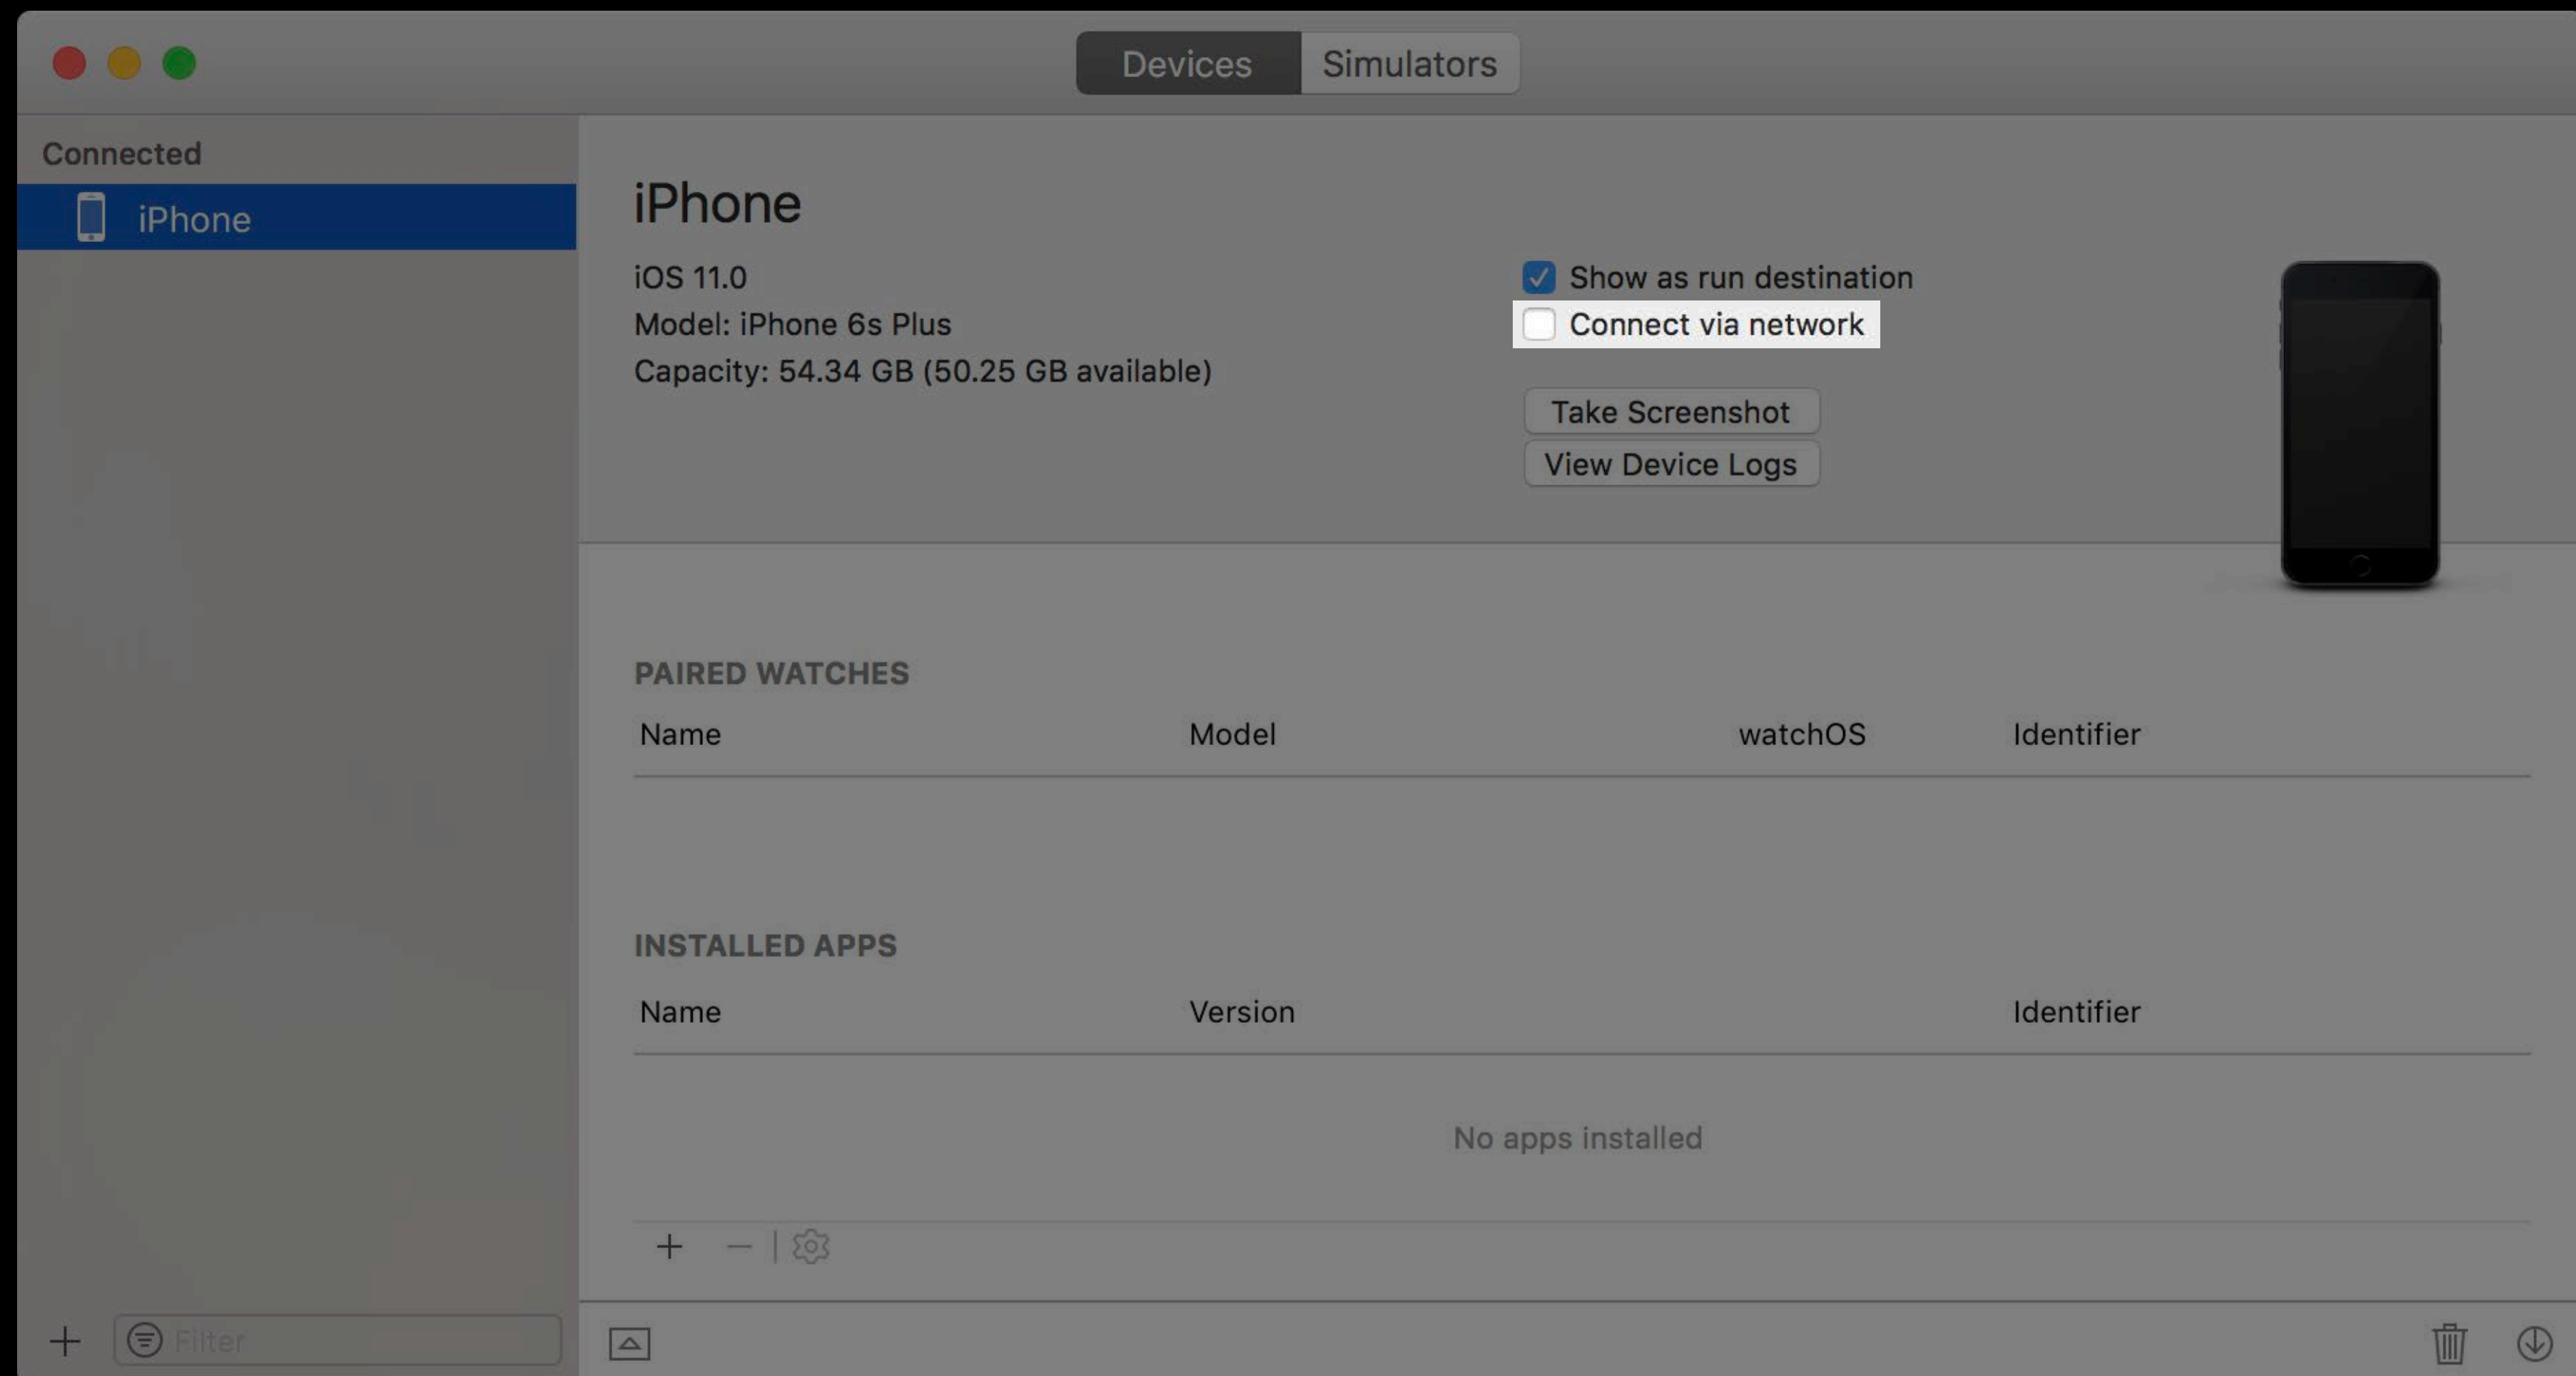 Devices Simulators
Connected
iPhone
iPhone
iOS 11.0
Model: iPhone 6s Plus
Capacity: 54.34 GB (50.25 GB available)
Show as run destination
Connect via network
Take Screenshot
View Device Logs
PAIRED WATCHES
Name Model watchOS Identifier
INSTALLED APPS
Name Version Identifier
No apps installed
Filter